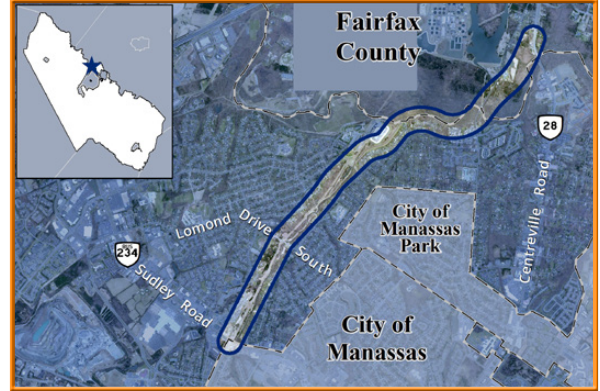 Fairfax
County
28
Centreville Road
City of
Manassas
Park
Lomond Drive South
234
Sudley Road
City of
Manassas